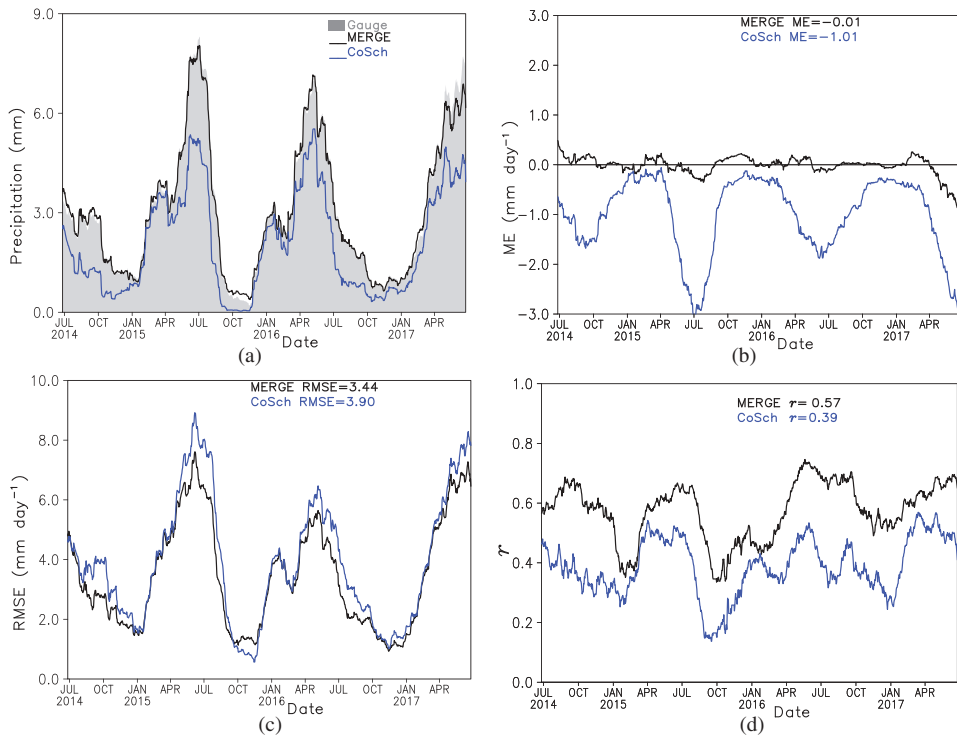 Gauge
MERGE
CoSch
Precipitation (mm)
9.0
6.0
3.0
0.0
JUL OCT JAN APR JUL OCT JAN APR JUL OCT JAN APR
2014 2015 2016 2017
Date
(a)
MERGE ME=−0.01
CoSch ME=−1.01
ME (mm day⁻¹)
3.0
2.0
1.0
0.0
−1.0
−2.0
−3.0
JUL OCT JAN APR JUL OCT JAN APR JUL OCT JAN APR
2014 2015 2016 2017
Date
(b)
MERGE RMSE=3.44
CoSch RMSE=3.90
RMSE (mm day⁻¹)
10.0
8.0
6.0
4.0
2.0
0.0
JUL OCT JAN APR JUL OCT JAN APR JUL OCT JAN APR
2014 2015 2016 2017
Date
(c)
MERGE r= 0.57
CoSch r=0.39
r
1.0
0.8
0.6
0.4
0.2
0.0
JUL OCT JAN APR JUL OCT JAN APR JUL OCT JAN APR
2014 2015 2016 2017
Date
(d)